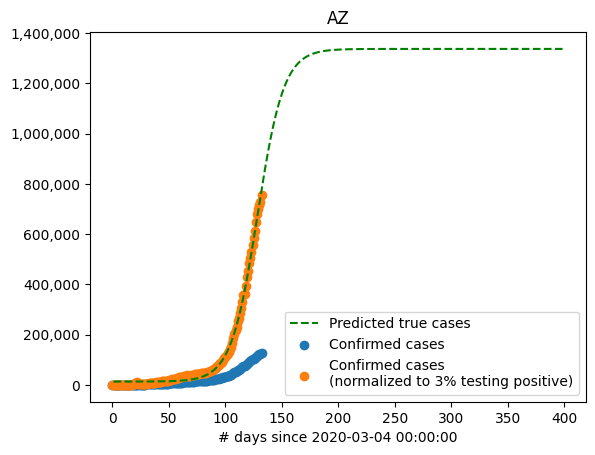 AZ
1,400,000
1,200,000
1,000,000
800,000
600,000
400,000
200,000
0
Predicted true cases
Confirmed cases
Confirmed cases
(normalized to 3% testing positive)
0 50 100 150 200 250 300 350 400
# days since 2020-03-04 00:00:00